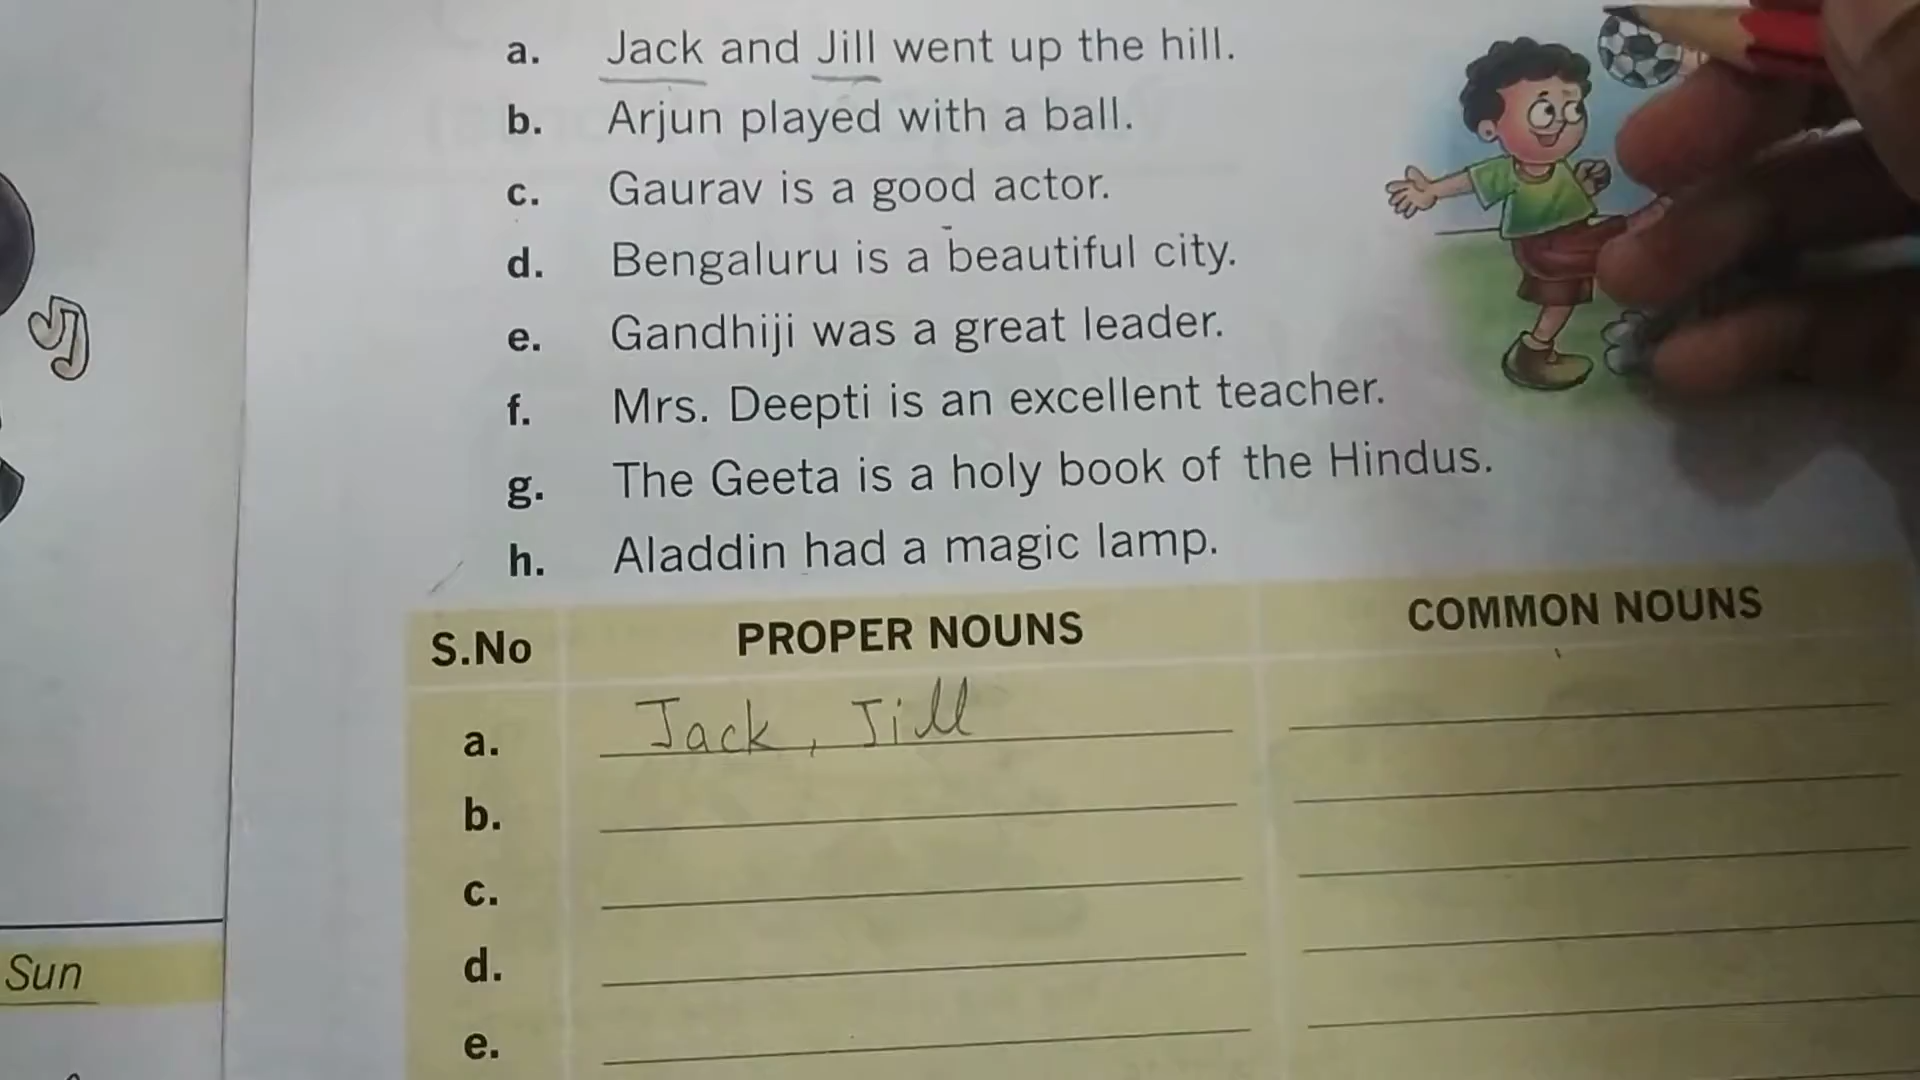 a. Jack and Jill went up the hill.
b. Arjun played with a ball.
c. Gaurav is a good actor.
d. Bengaluru is a beautiful city.
e. Gandhiji was a great leader.
f. Mrs. Deepti is an excellent teacher.
g. The Geeta is a holy book of the Hindus.
h. Aladdin had a magic lamp.
S.No PROPER NOUNS COMMON NOUNS
a. Jack, Jill
b.
c.
d.
e.
Sun